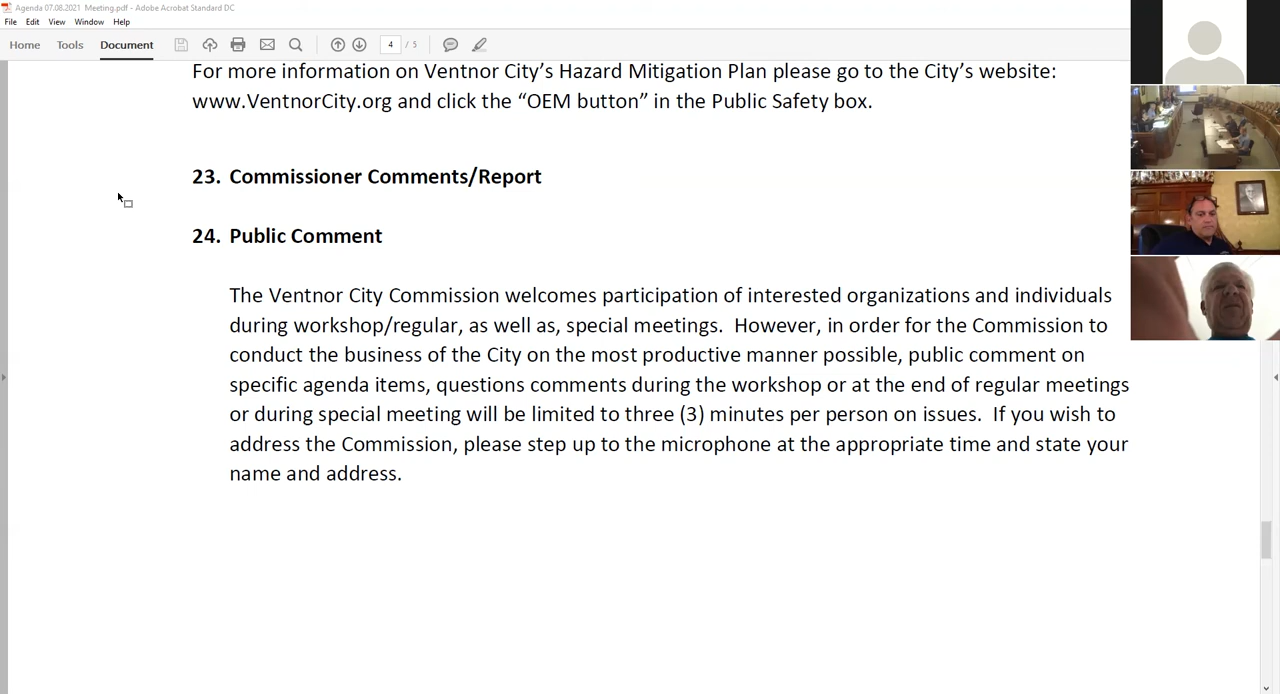 Agenda 07.08.2021 Meeting.pdf - Adobe Acrobat Standard DC
File Edit View Window Help
Home Tools Document 4 / 5
For more information on Ventnor City’s Hazard Mitigation Plan please go to the City’s website:
www.VentnorCity.org and click the “OEM button” in the Public Safety box.
23. Commissioner Comments/Report
24. Public Comment
The Ventnor City Commission welcomes participation of interested organizations and individuals
during workshop/regular, as well as, special meetings. However, in order for the Commission to
conduct the business of the City on the most productive manner possible, public comment on
specific agenda items, questions comments during the workshop or at the end of regular meetings
or during special meeting will be limited to three (3) minutes per person on issues. If you wish to
address the Commission, please step up to the microphone at the appropriate time and state your
name and address.